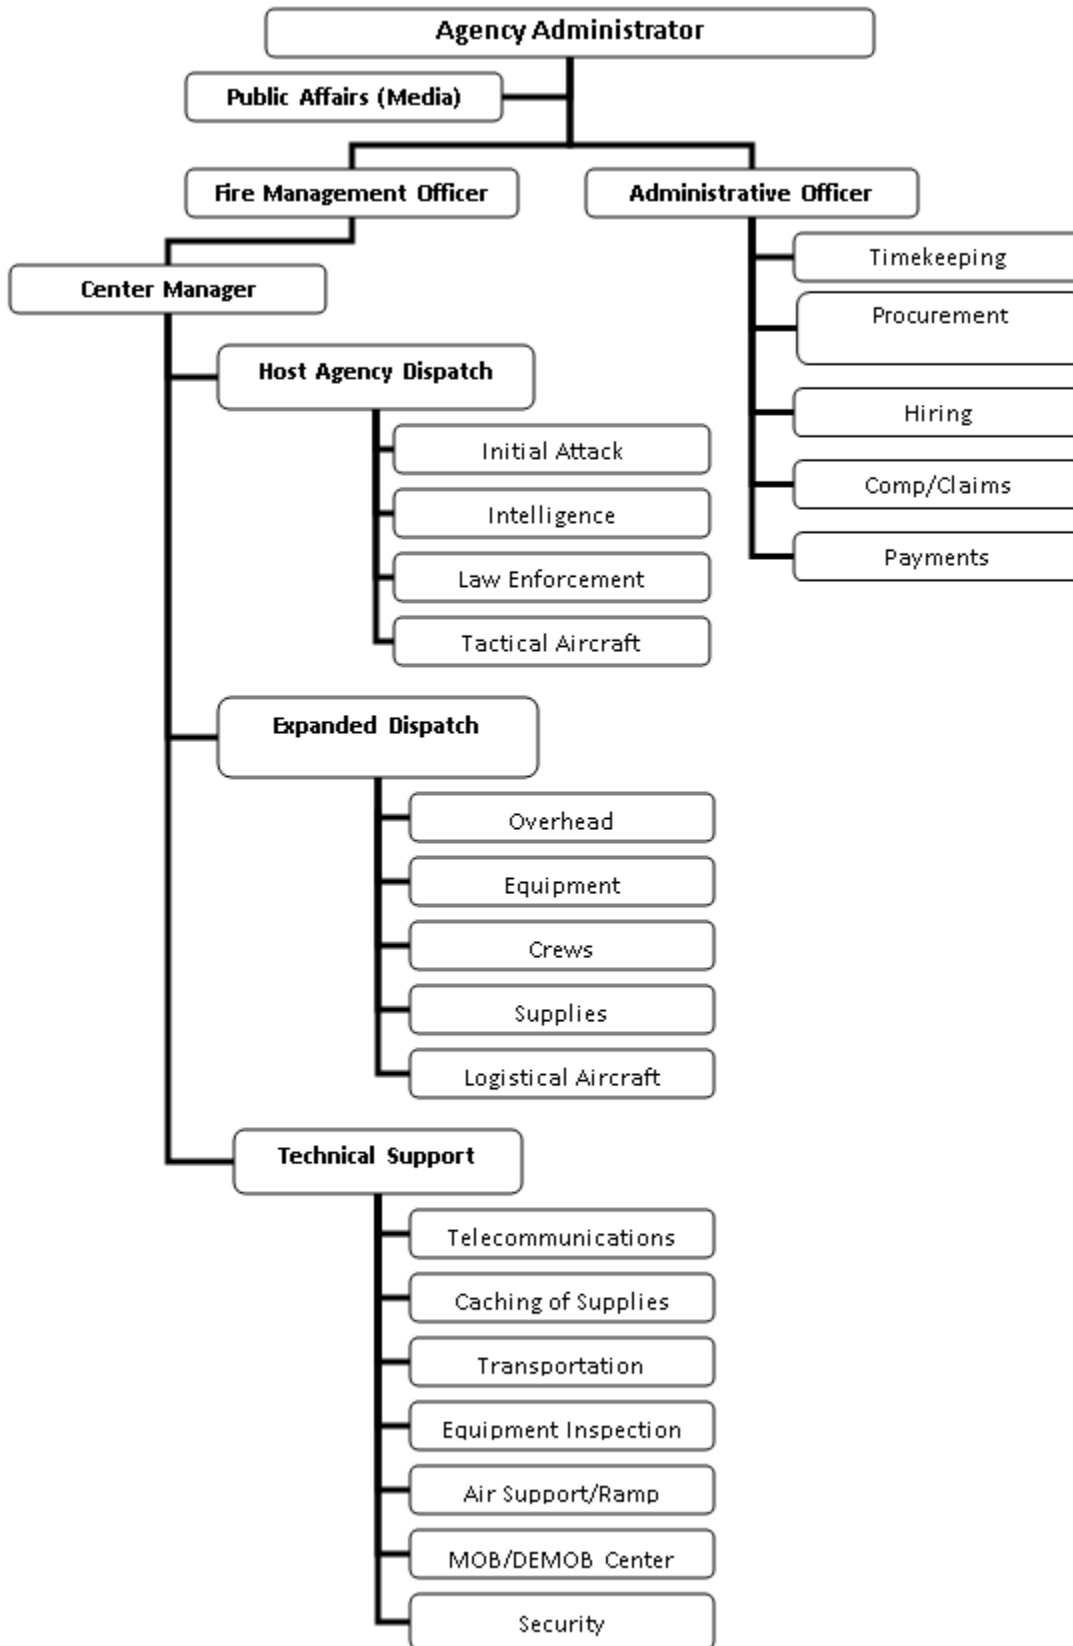 Agency Administrator
Public Affairs (Media)
Fire Management Officer
Administrative Officer
Timekeeping
Procurement
Hiring
Comp/Claims
Payments
Center Manager
Host Agency Dispatch
Initial Attack
Intelligence
Law Enforcement
Tactical Aircraft
Expanded Dispatch
Overhead
Equipment
Crews
Supplies
Logistical Aircraft
Technical Support
Telecommunications
Caching of Supplies
Transportation
Equipment Inspection
Air Support/Ramp
MOB/DEMOB Center
Security